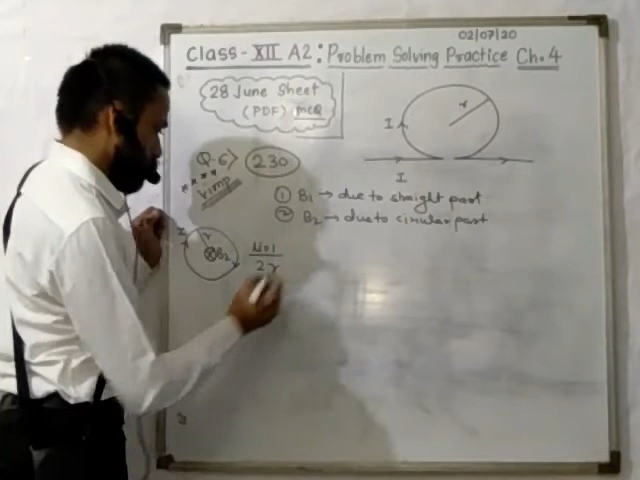 02/07/20
Class - XII A2 : Problem Solving Practice Ch. 4
28 June Sheet
(PDF) MCQ
r
I
I
Q. 6> 230
****
V.imp
① B₁ → due to straight part
② B₂ → due to circular part
I r ⊗B₂
μ₀I
2r